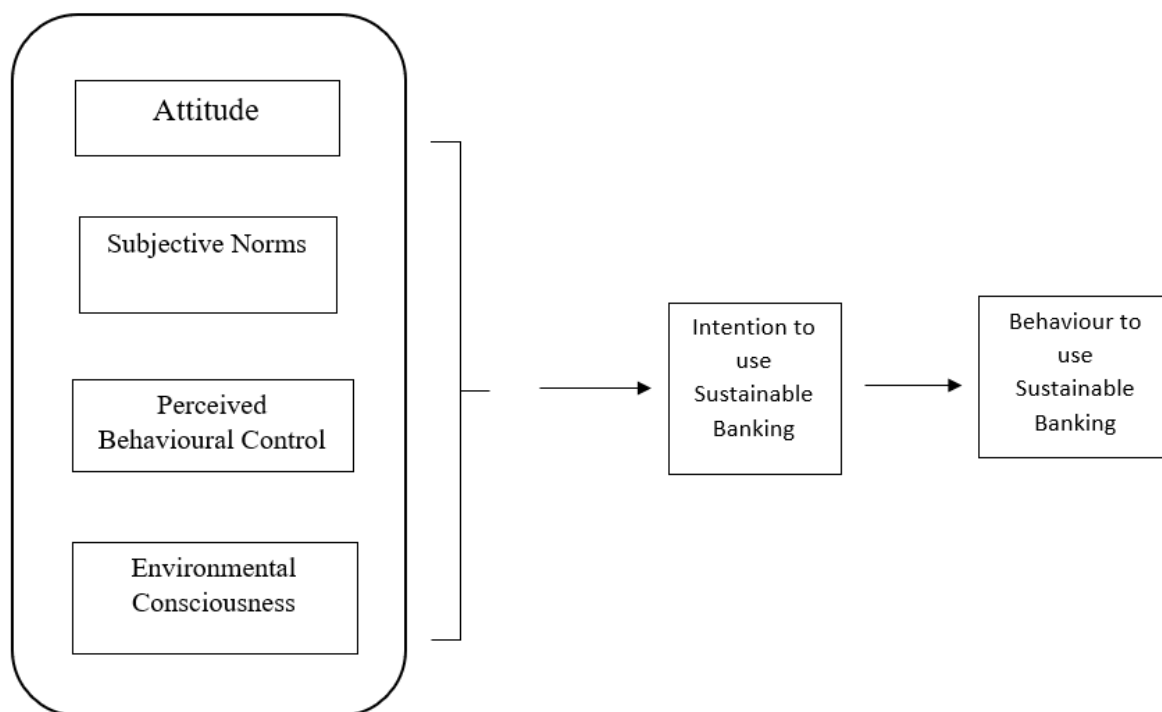 Attitude
Subjective Norms
Perceived
Behavioural Control
Environmental
Consciousness
Intention to
use
Sustainable
Banking
Behaviour to
use
Sustainable
Banking